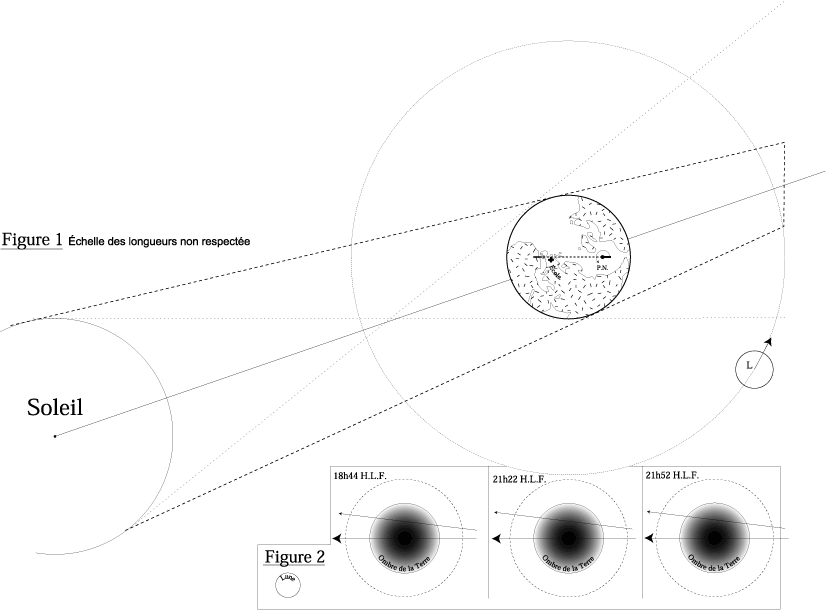 Figure 1 Échelle des longueurs non respectée
École
P.N.
L
Soleil
18h44 H.L.F.
21h22 H.L.F.
21h52 H.L.F.
Ombre de la Terre
Ombre de la Terre
Ombre de la Terre
Figure 2
Lune